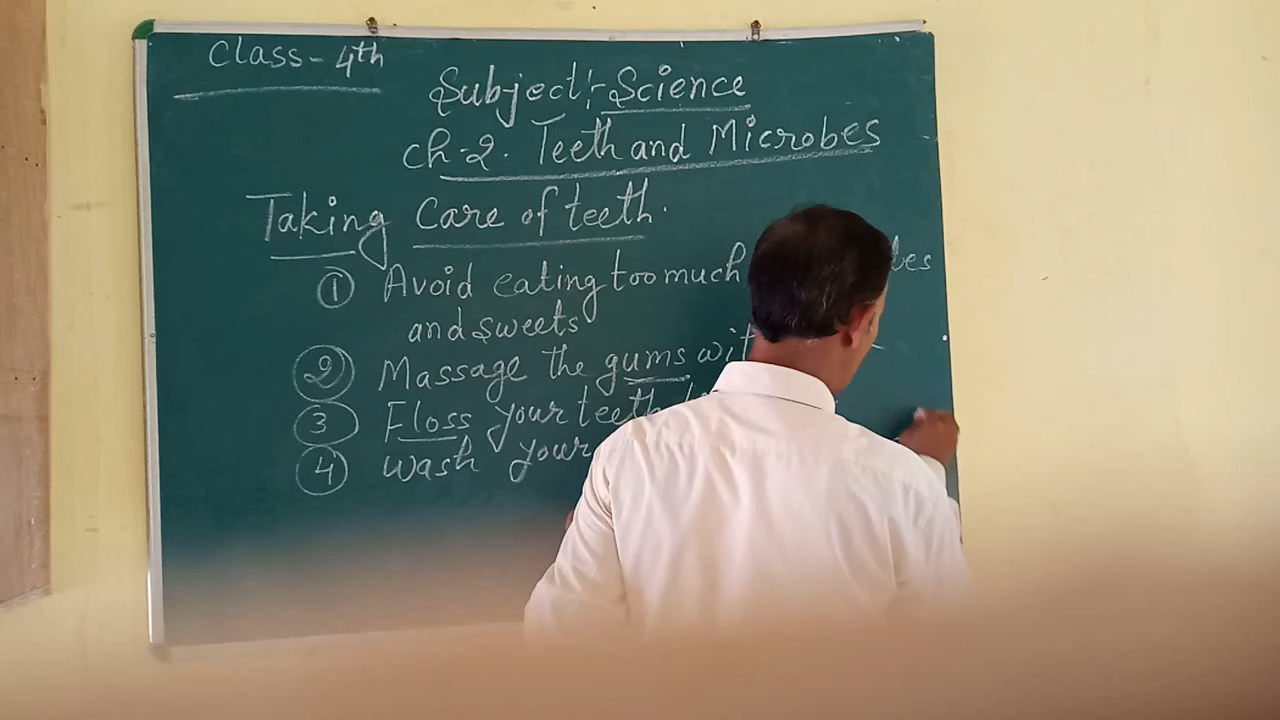 Class - 4th
Subject :- Science
Ch-2. Teeth and Microbes
Taking Care of teeth.
① Avoid eating too much
and sweets
② Massage the gums
③ Floss your teeth
④ Wash your